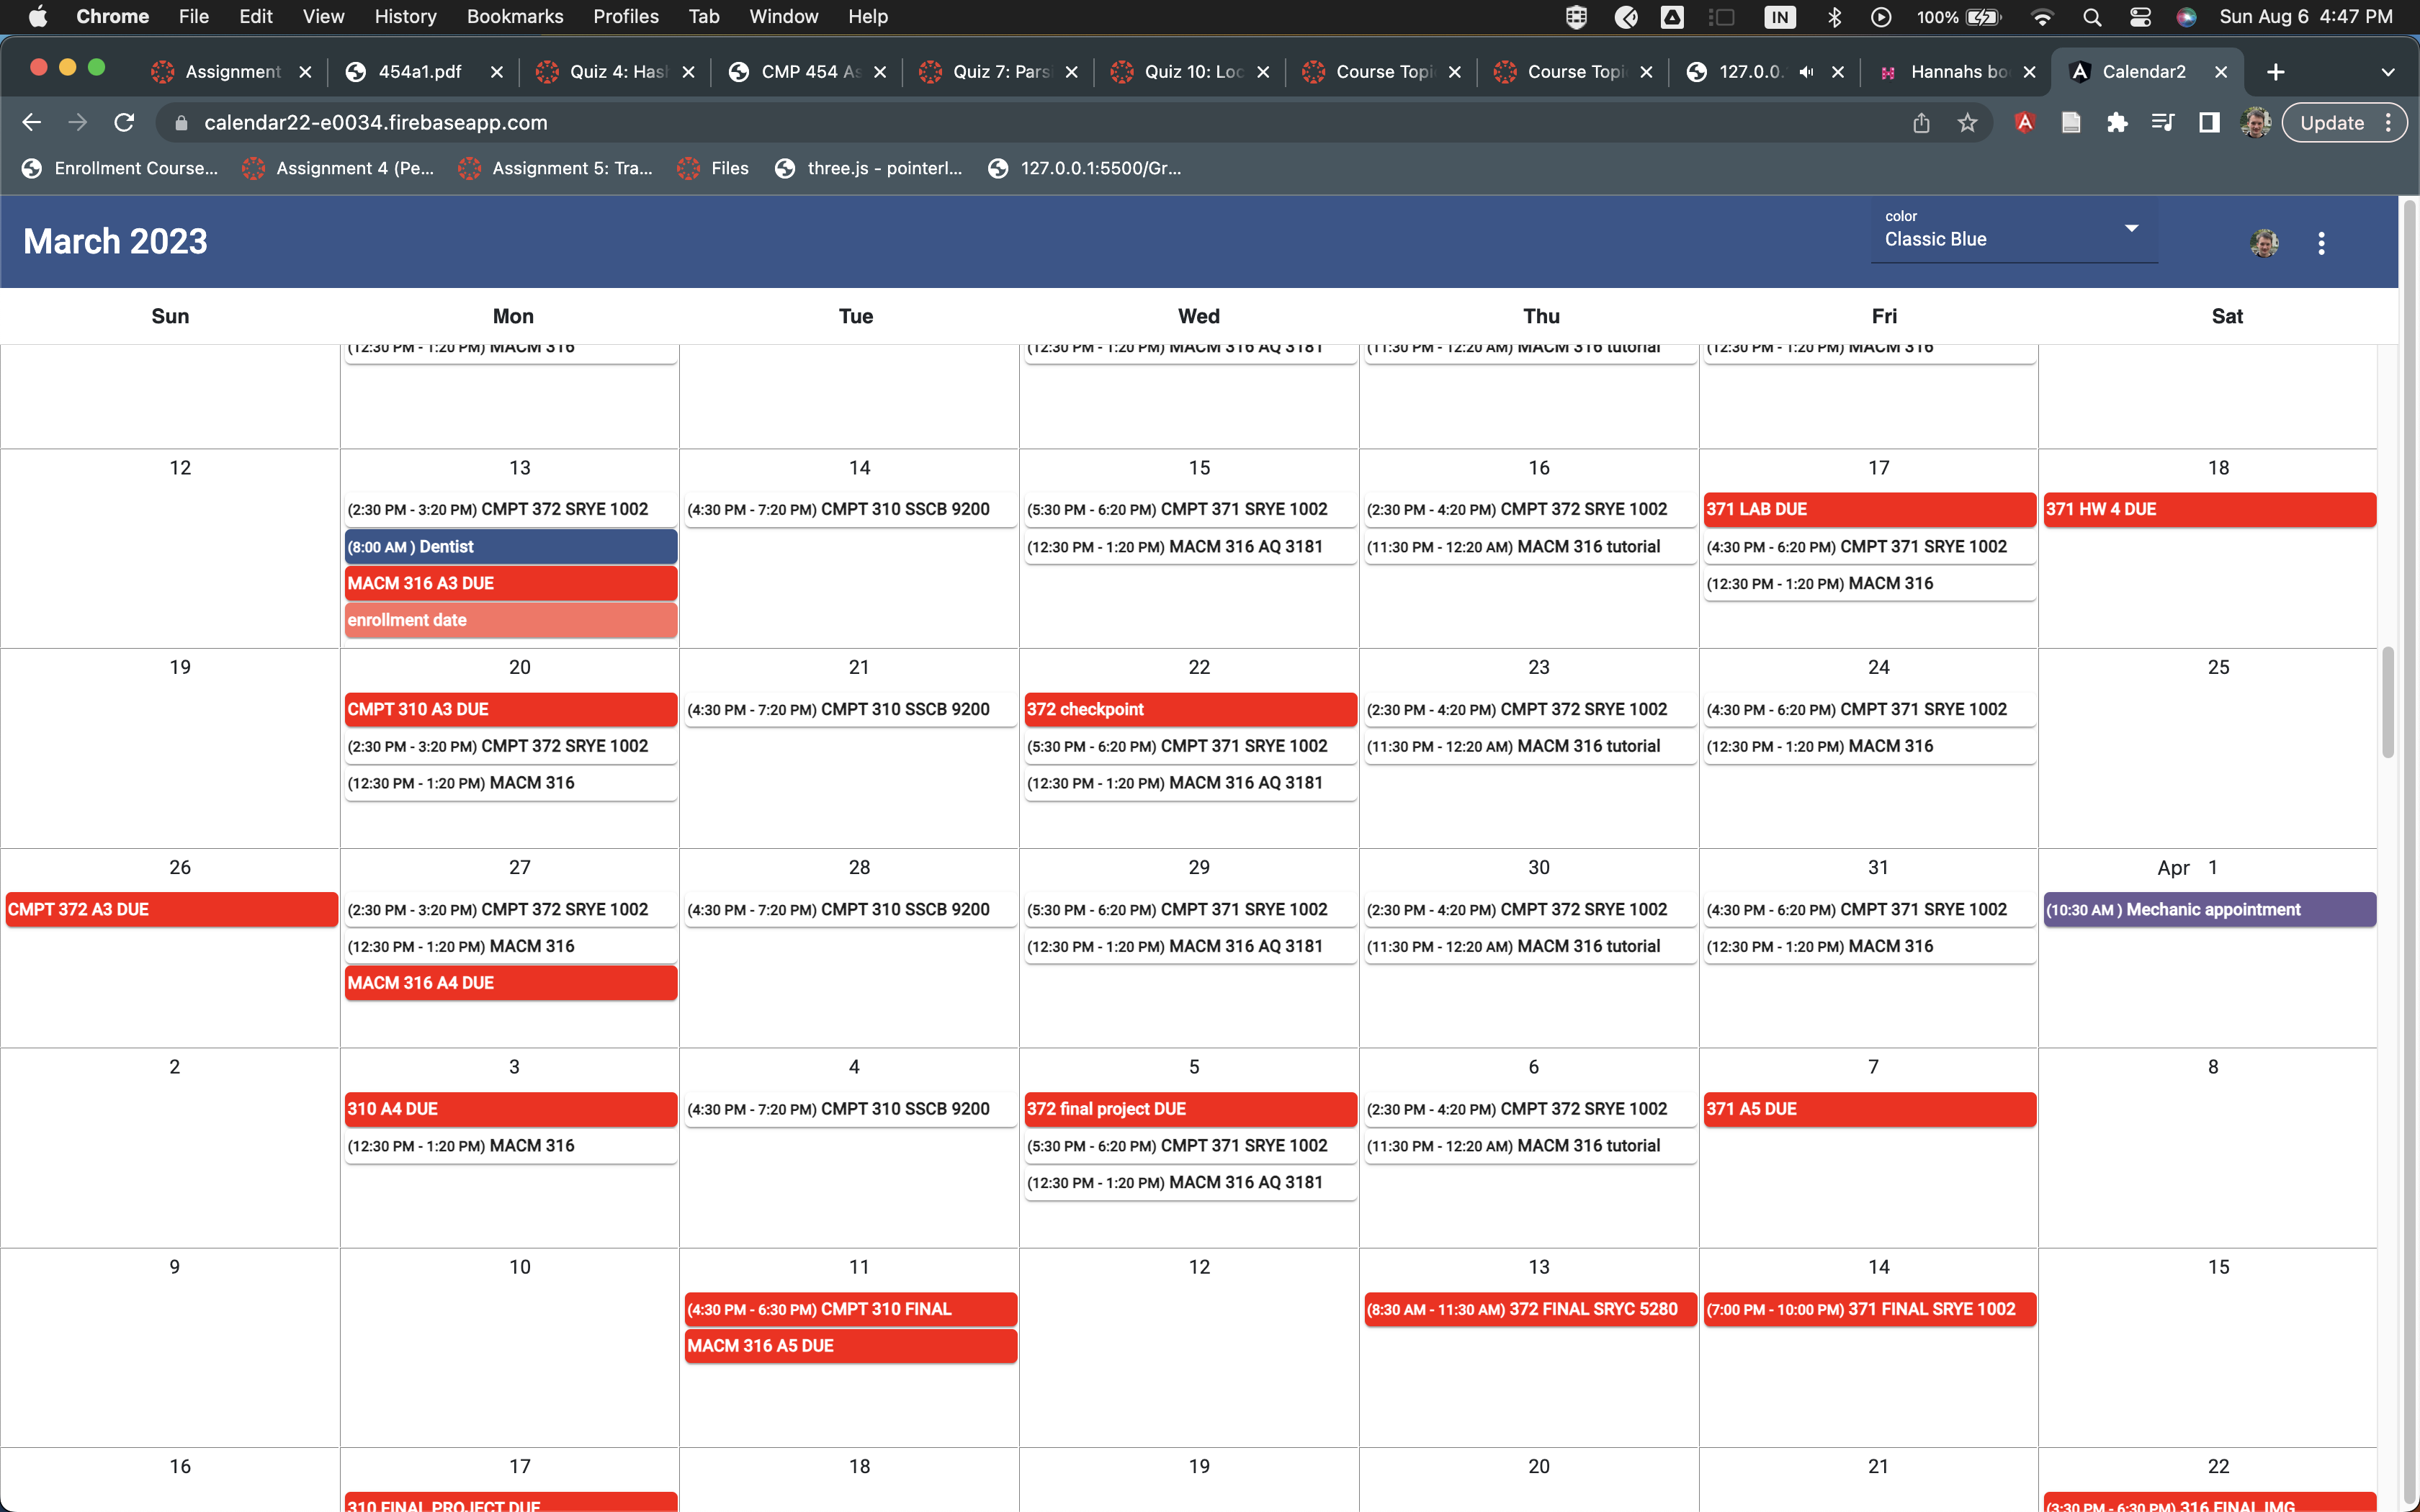 Chrome File Edit View History Bookmarks Profiles Tab Window Help IN 100% Sun Aug 6 4:47 PM
Assignment 454a1.pdf Quiz 4: Has CMP 454 As Quiz 7: Parsi Quiz 10: Loc Course Topi Course Topi 127.0.0. Hannahs bo Calendar2
calendar22-e0034.firebaseapp.com Update
Enrollment Course... Assignment 4 (Pe... Assignment 5: Tra... Files three.js - pointerl... 127.0.0.1:5500/Gr...
color
March 2023 Classic Blue
Sun Mon Tue Wed Thu Fri Sat
(12:30 PM - 1:20 PM) MACM 316 (12:30 PM - 1:20 PM) MACM 316 AQ 3181 (11:30 PM - 12:20 AM) MACM 316 tutorial (12:30 PM - 1:20 PM) MACM 316
12 13 14 15 16 17 18
(2:30 PM - 3:20 PM) CMPT 372 SRYE 1002 (4:30 PM - 7:20 PM) CMPT 310 SSCB 9200 (5:30 PM - 6:20 PM) CMPT 371 SRYE 1002 (2:30 PM - 4:20 PM) CMPT 372 SRYE 1002 371 LAB DUE 371 HW 4 DUE
(8:00 AM ) Dentist (12:30 PM - 1:20 PM) MACM 316 AQ 3181 (11:30 PM - 12:20 AM) MACM 316 tutorial (4:30 PM - 6:20 PM) CMPT 371 SRYE 1002
MACM 316 A3 DUE (12:30 PM - 1:20 PM) MACM 316
enrollment date
19 20 21 22 23 24 25
CMPT 310 A3 DUE (4:30 PM - 7:20 PM) CMPT 310 SSCB 9200 372 checkpoint (2:30 PM - 4:20 PM) CMPT 372 SRYE 1002 (4:30 PM - 6:20 PM) CMPT 371 SRYE 1002
(2:30 PM - 3:20 PM) CMPT 372 SRYE 1002 (5:30 PM - 6:20 PM) CMPT 371 SRYE 1002 (11:30 PM - 12:20 AM) MACM 316 tutorial (12:30 PM - 1:20 PM) MACM 316
(12:30 PM - 1:20 PM) MACM 316 (12:30 PM - 1:20 PM) MACM 316 AQ 3181
26 27 28 29 30 31 Apr 1
CMPT 372 A3 DUE (2:30 PM - 3:20 PM) CMPT 372 SRYE 1002 (4:30 PM - 7:20 PM) CMPT 310 SSCB 9200 (5:30 PM - 6:20 PM) CMPT 371 SRYE 1002 (2:30 PM - 4:20 PM) CMPT 372 SRYE 1002 (4:30 PM - 6:20 PM) CMPT 371 SRYE 1002 (10:30 AM ) Mechanic appointment
(12:30 PM - 1:20 PM) MACM 316 (12:30 PM - 1:20 PM) MACM 316 AQ 3181 (11:30 PM - 12:20 AM) MACM 316 tutorial (12:30 PM - 1:20 PM) MACM 316
MACM 316 A4 DUE
2 3 4 5 6 7 8
310 A4 DUE (4:30 PM - 7:20 PM) CMPT 310 SSCB 9200 372 final project DUE (2:30 PM - 4:20 PM) CMPT 372 SRYE 1002 371 A5 DUE
(12:30 PM - 1:20 PM) MACM 316 (5:30 PM - 6:20 PM) CMPT 371 SRYE 1002 (11:30 PM - 12:20 AM) MACM 316 tutorial
(12:30 PM - 1:20 PM) MACM 316 AQ 3181
9 10 11 12 13 14 15
(4:30 PM - 6:30 PM) CMPT 310 FINAL (8:30 AM - 11:30 AM) 372 FINAL SRYC 5280 (7:00 PM - 10:00 PM) 371 FINAL SRYE 1002
MACM 316 A5 DUE
16 17 18 19 20 21 22
310 FINAL PROJECT DUE (3:30 PM - 6:30 PM) 316 FINAL IMG